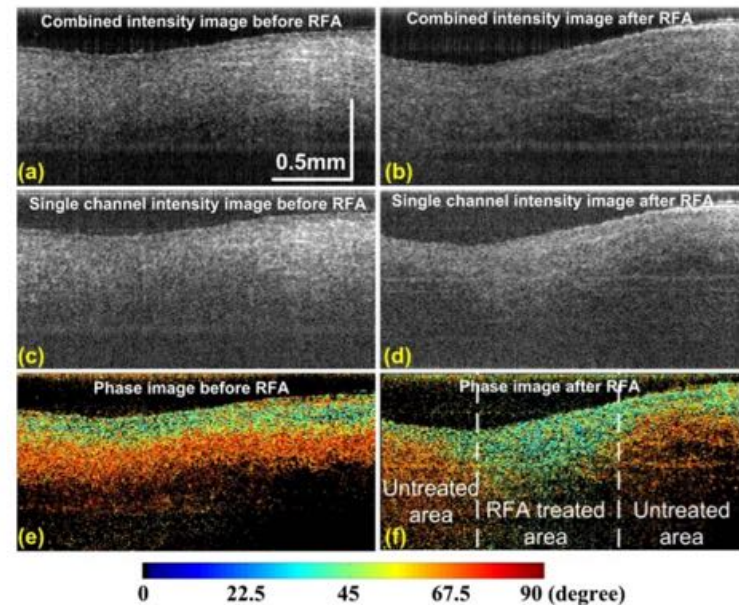 Combined intensity image before RFA
Combined intensity image after RFA
0.5mm
(a)
(b)
Single channel intensity image before RFA
Single channel intensity image after RFA
(c)
(d)
Phase image before RFA
Phase image after RFA
Untreated
area
RFA treated
area
Untreated
area
(e)
(f)
0 22.5 45 67.5 90 (degree)